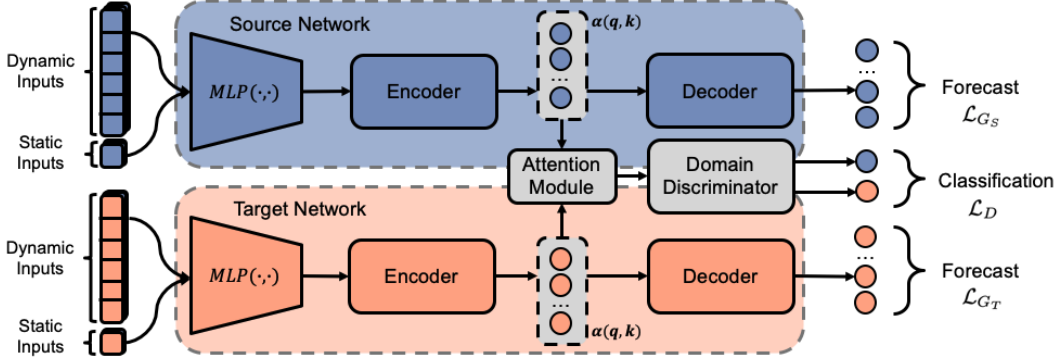 Source Network
α(q, k)
Dynamic
Inputs
MLP(·,·)
Encoder
...
Decoder
...
Forecast
ℒ_{G_S}
Static
Inputs
Attention
Module
Domain
Discriminator
Classification
ℒ_D
Target Network
Dynamic
Inputs
MLP(·,·)
Encoder
...
Decoder
...
Forecast
ℒ_{G_T}
Static
Inputs
α(q, k)